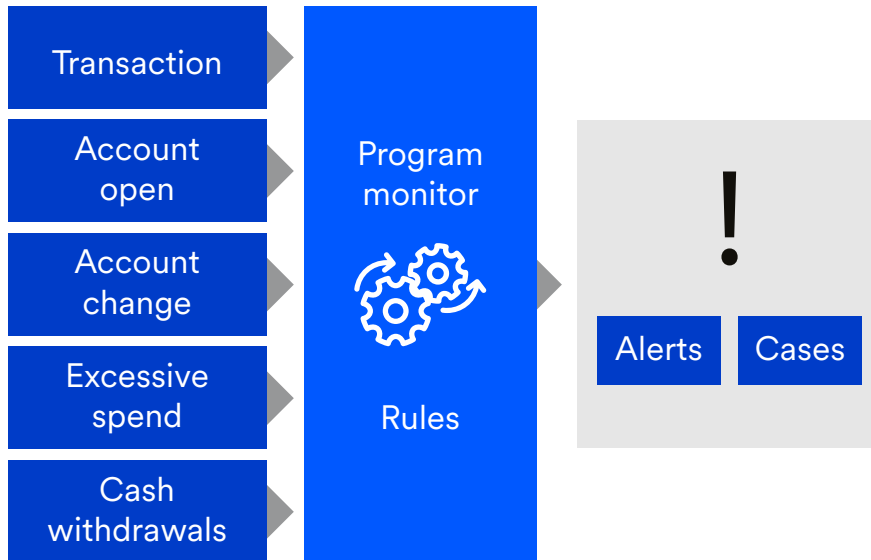 Transaction
Account
open
Account
change
Excessive
spend
Cash
withdrawals
Program
monitor
Rules
!
Alerts
Cases